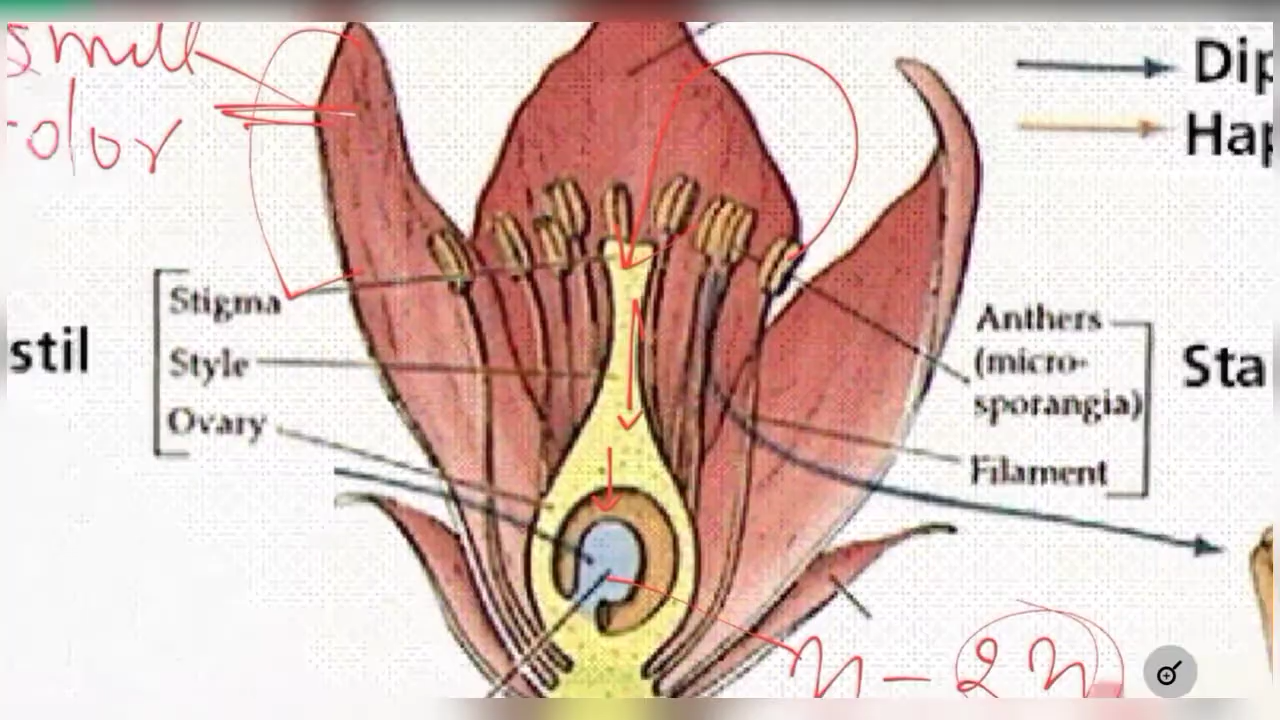 smell
color
Dip
Hap
stil
Stigma
Style
Ovary
Anthers
(micro-
sporangia)
Sta
Filament
n - 2n